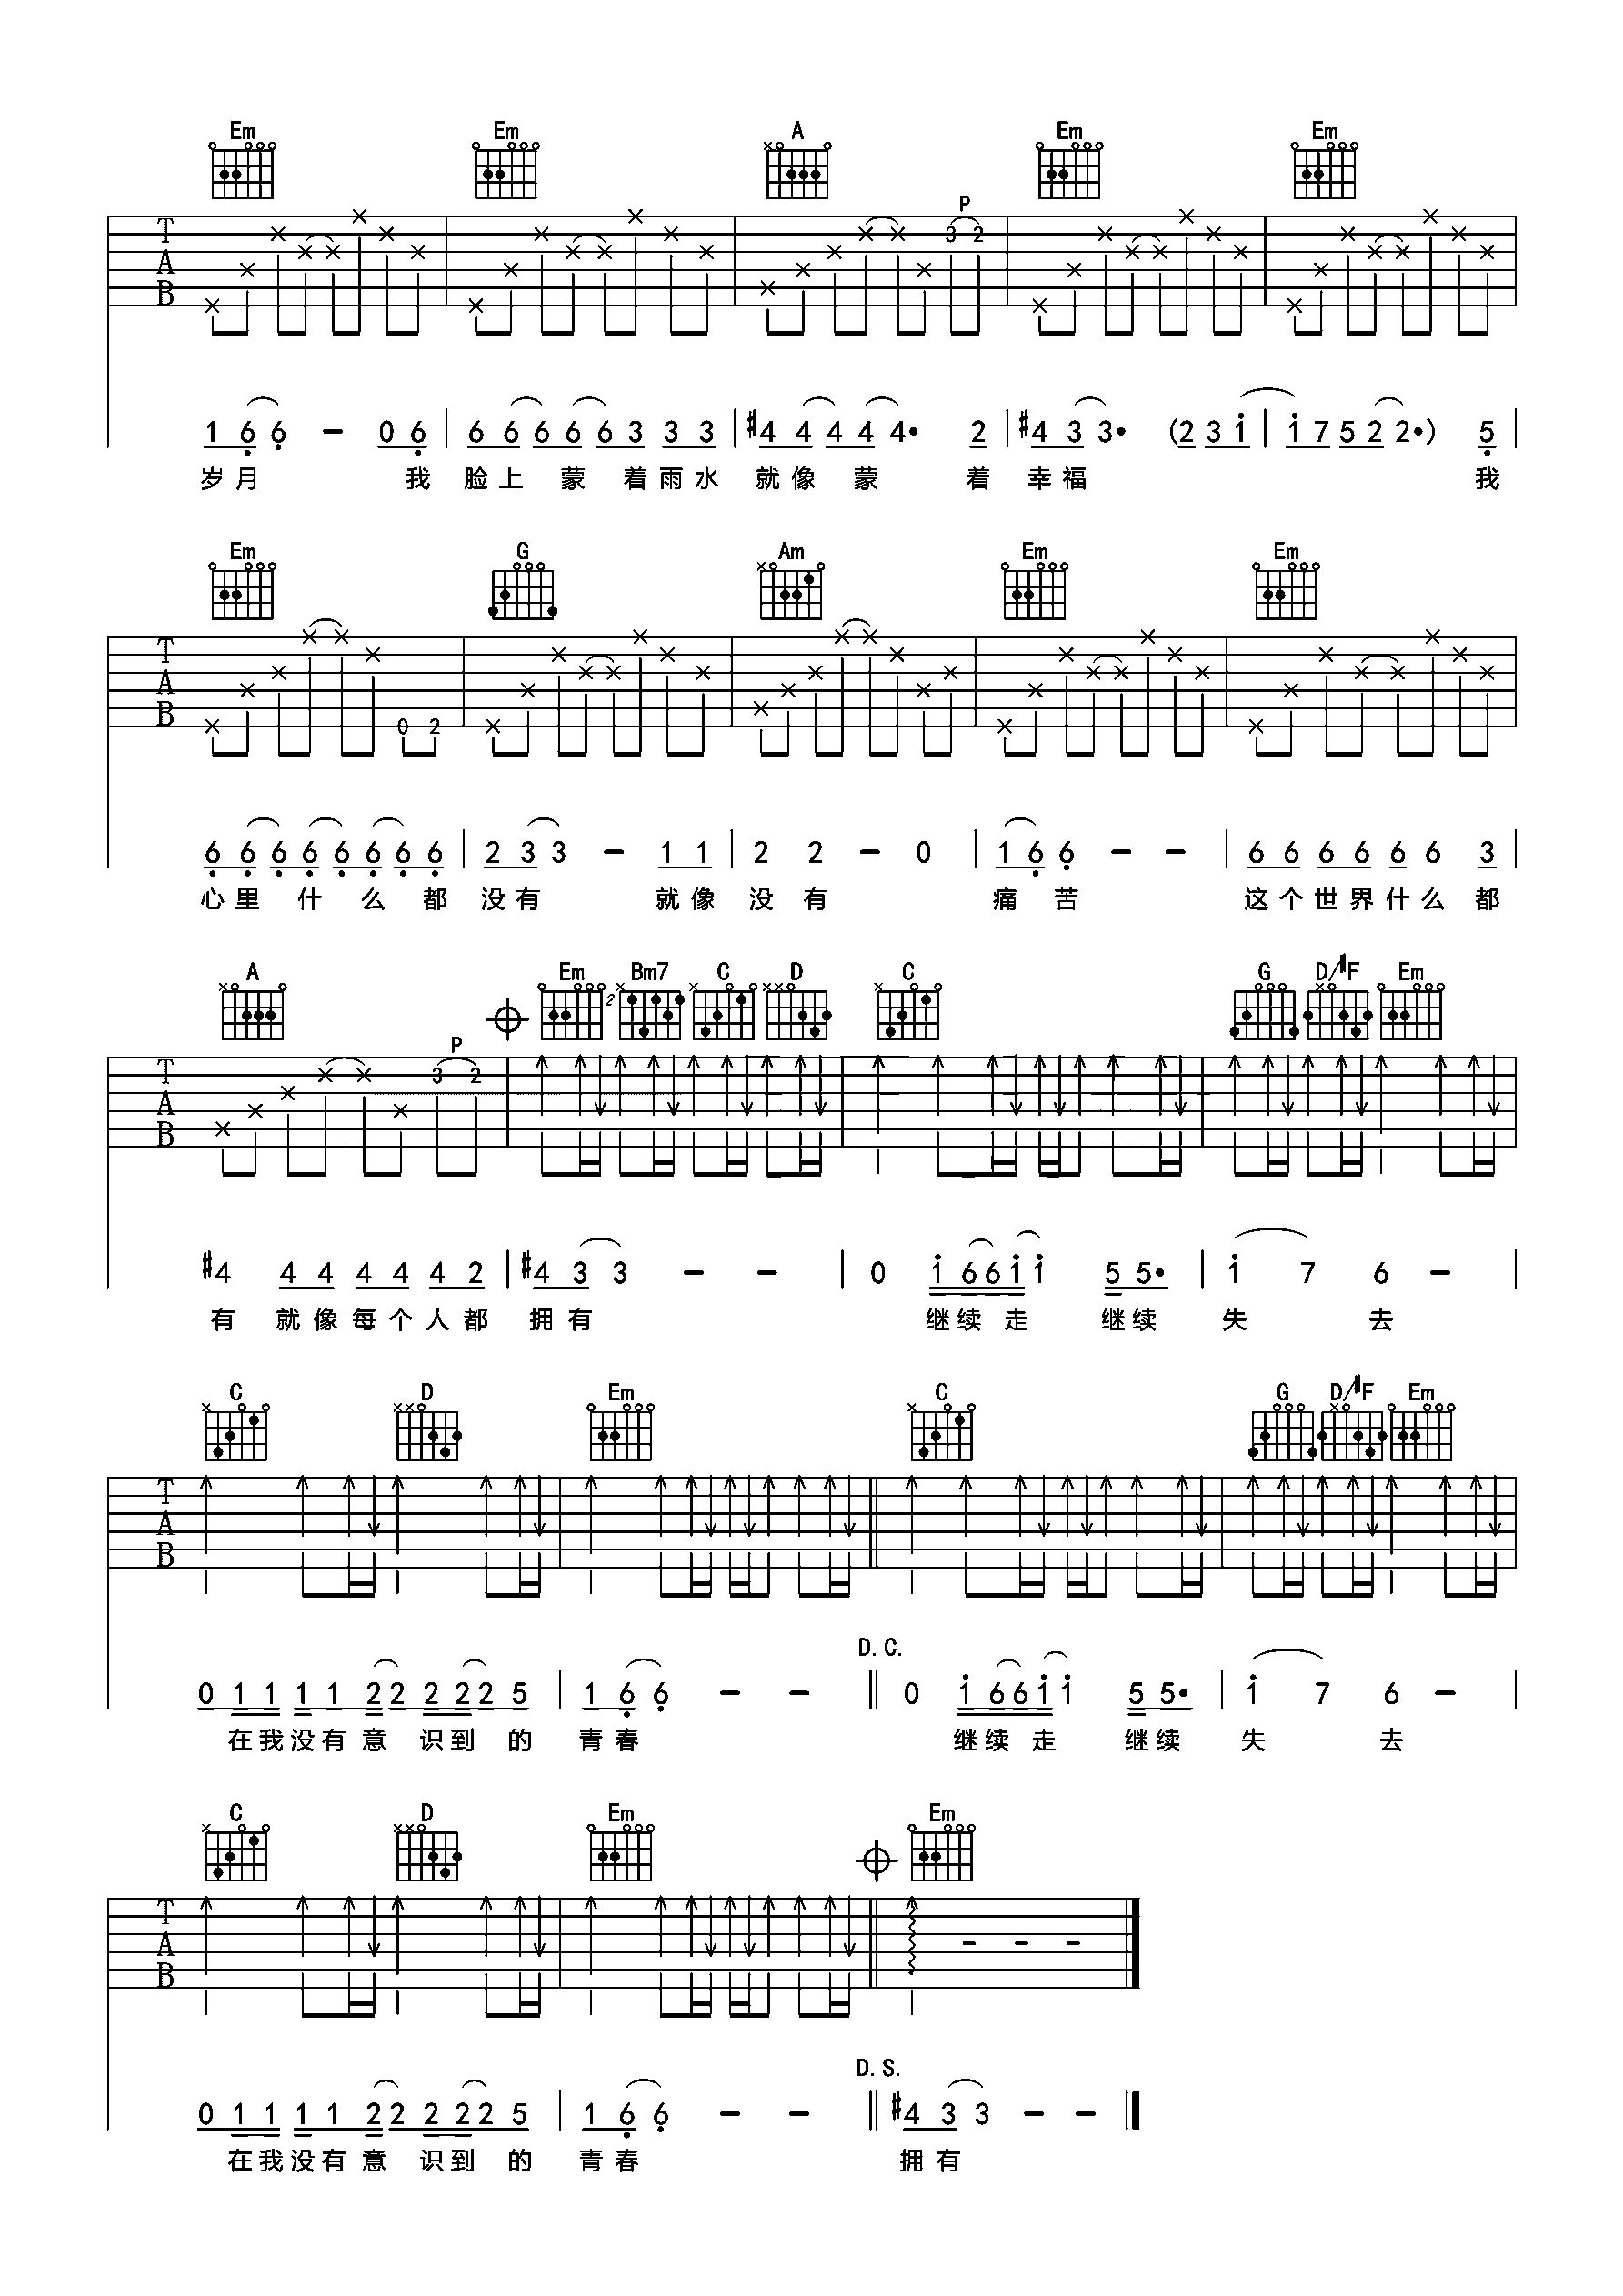 Em Em A Em Em
P
T A B 3 2
1 6 6 - 0 6 | 6 6 6 6 6 3 3 3 | #4 4 4 4 4• 2 | #4 3 3• (2 3 1 | 1 7 5 2 2•) 5 |
岁月 我 脸上 蒙 着雨水 就像 蒙 着 幸福 我
Em G Am Em Em
T A B 0 2
6 6 6 6 6 6 6 6 | 2 3 3 - 1 1 | 2 2 - 0 | 1 6 6 - - | 6 6 6 6 6 6 3 |
心里 什 么 都 没有 就像 没有 痛苦 这个世界什么 都
A Em Bm7 C D C G D/#F Em
2
P
T A B 3 2
#4 4 4 4 4 4 2 | #4 3 3 - - | 0 1 6 6 1 1 5 5• | 1 7 6 - |
有 就像每个人都 拥有 继续 走 继续 失 去
C D Em C G D/#F Em
T A B
D.C.
0 1 1 1 1 2 2 2 2 2 5 | 1 6 6 - - || 0 1 6 6 1 1 5 5• | 1 7 6 - |
在我没有意 识到 的 青春 继续 走 继续 失 去
C D Em Em
T A B - - -
D.S.
0 1 1 1 1 2 2 2 2 2 5 | 1 6 6 - - || #4 3 3 - - |
在我没有意 识到 的 青春 拥有